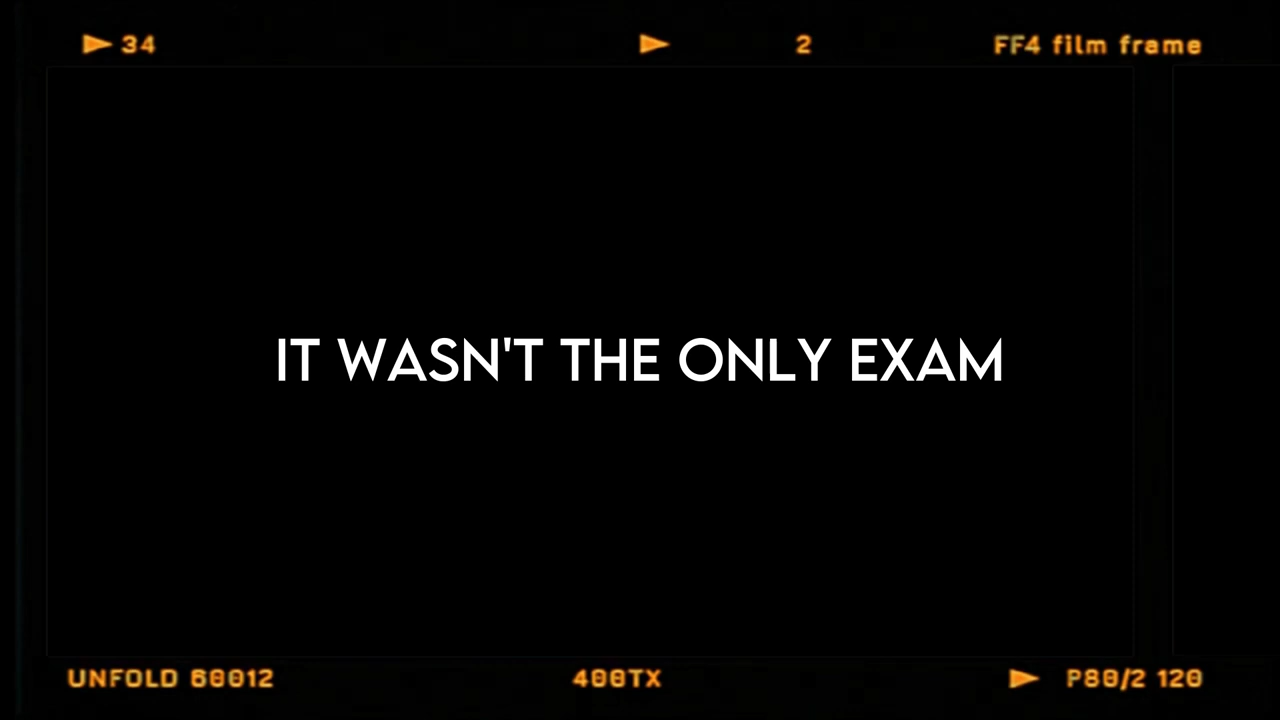 ▶ 34 ▶ 2 FF4 film frame
IT WASN'T THE ONLY EXAM
UNFOLD 60012 400TX ▶ P80/2 120